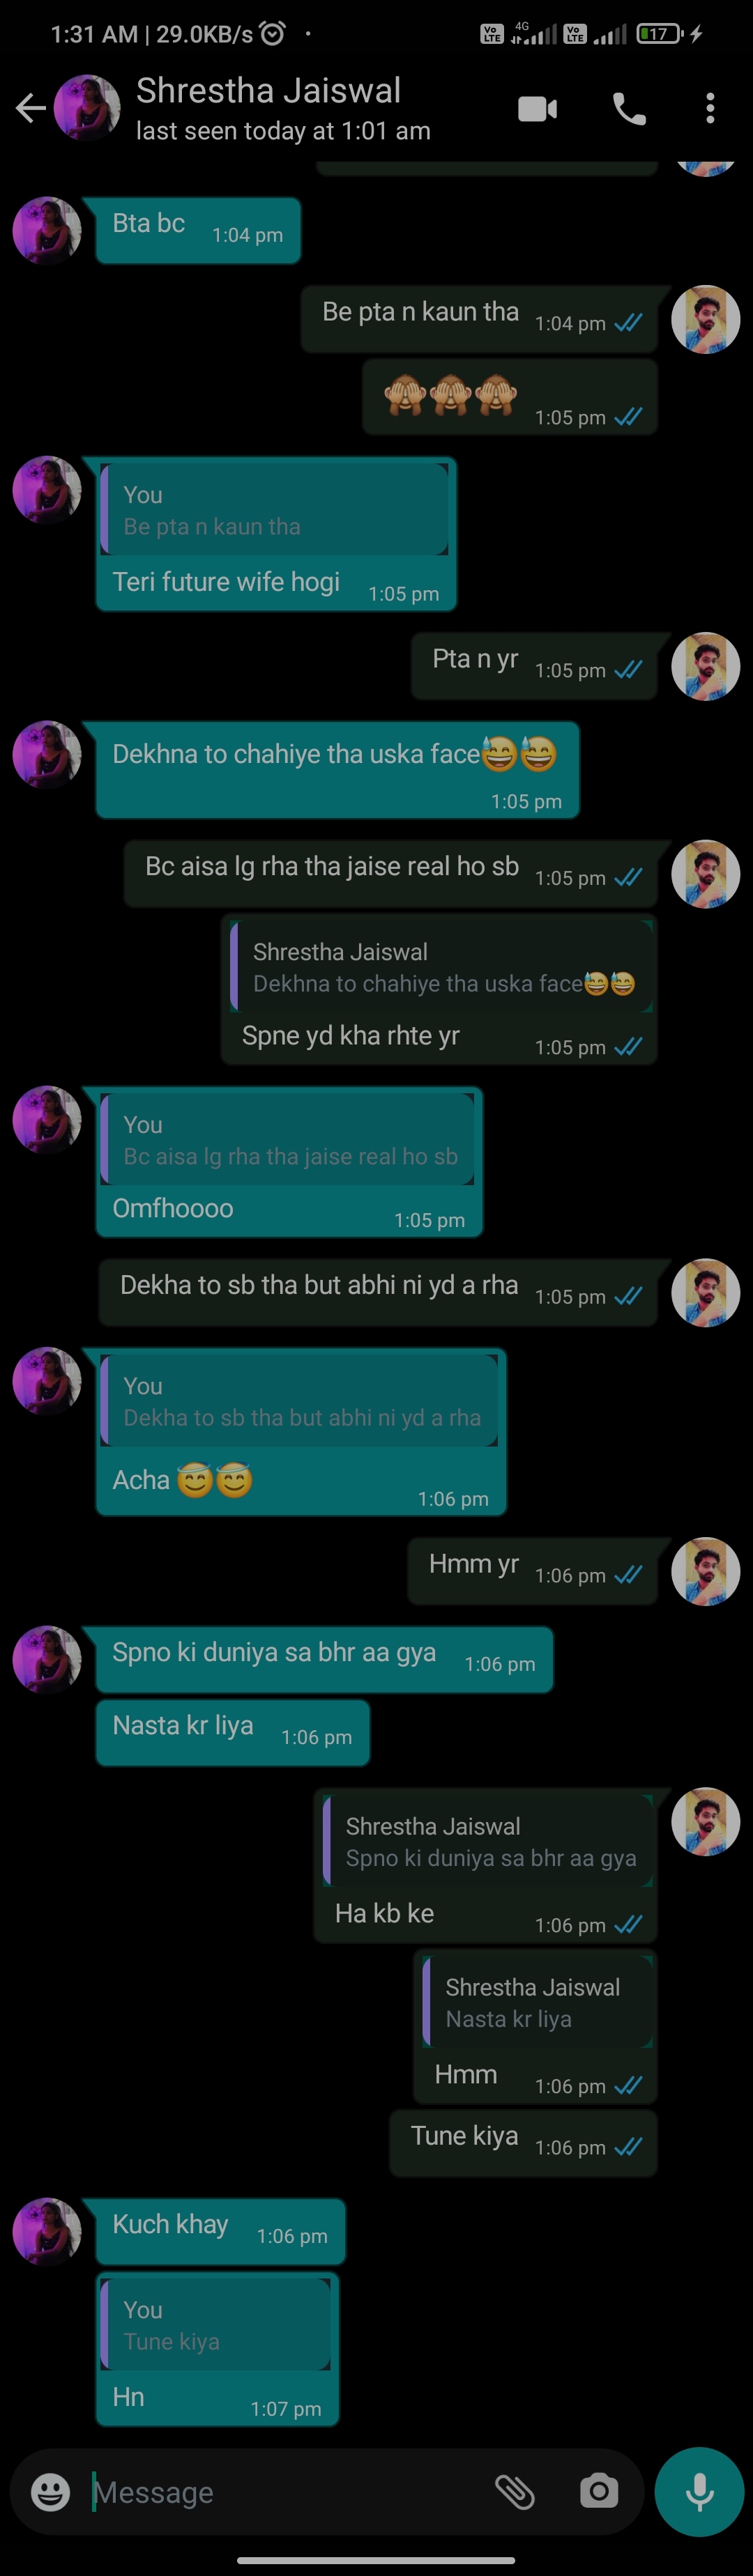 1:31 AM | 29.0KB/s
Vo LTE 4G Vo LTE 17
Shrestha Jaiswal
last seen today at 1:01 am
Bta bc 1:04 pm
Be pta n kaun tha 1:04 pm
🙈🙈🙈 1:05 pm
You
Be pta n kaun tha
Teri future wife hogi 1:05 pm
Pta n yr 1:05 pm
Dekhna to chahiye tha uska face😅😅
1:05 pm
Bc aisa lg rha tha jaise real ho sb 1:05 pm
Shrestha Jaiswal
Dekhna to chahiye tha uska face😅😅
Spne yd kha rhte yr 1:05 pm
You
Bc aisa lg rha tha jaise real ho sb
Omfhoooo 1:05 pm
Dekha to sb tha but abhi ni yd a rha 1:05 pm
You
Dekha to sb tha but abhi ni yd a rha
Acha 😇😇 1:06 pm
Hmm yr 1:06 pm
Spno ki duniya sa bhr aa gya 1:06 pm
Nasta kr liya 1:06 pm
Shrestha Jaiswal
Spno ki duniya sa bhr aa gya
Ha kb ke 1:06 pm
Shrestha Jaiswal
Nasta kr liya
Hmm 1:06 pm
Tune kiya 1:06 pm
Kuch khay 1:06 pm
You
Tune kiya
Hn 1:07 pm
Message